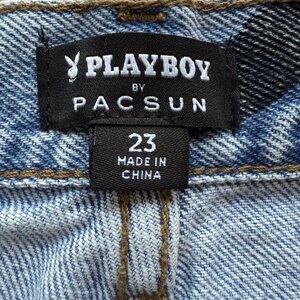 PLAYBOY
BY
PACSUN
23
MADE IN
CHINA